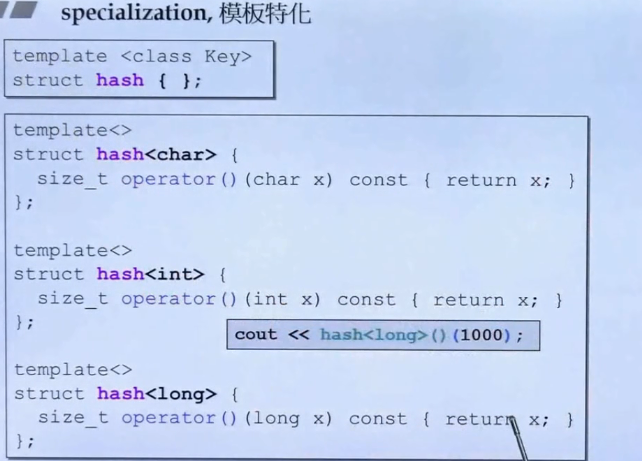 specialization, 模板特化
template <class Key>
struct hash { };
template<>
struct hash<char> {
size_t operator()(char x) const { return x; }
};
template<>
struct hash<int> {
size_t operator()(int x) const { return x; }
};
cout << hash<long>()(1000);
template<>
struct hash<long> {
size_t operator()(long x) const { return x; }
};